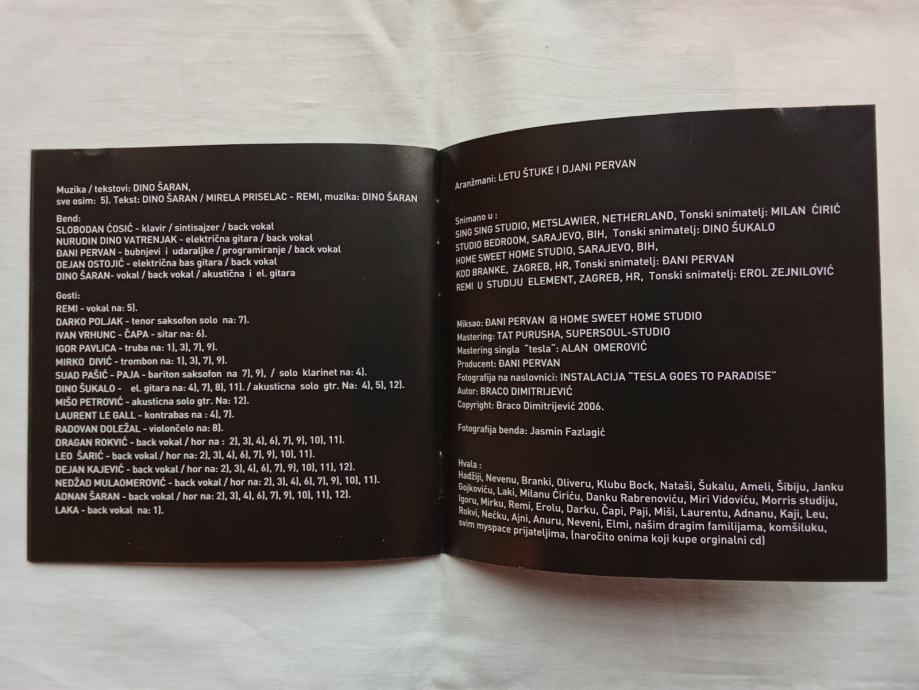 Muzika / tekstovi: DINO ŠARAN,
sve osim: 5). Tekst: DINO ŠARAN / MIRELA PRISELAC - REMI, muzika: DINO ŠARAN
Bend:
SLOBODAN ĆOSIĆ - klavir / sintisajzer / back vokal
NURUDIN DINO VATRENJAK - električna gitara / back vokal
ĐANI PERVAN - bubnjevi i udaraljke / programiranje / back vokal
DEJAN OSTOJIĆ - električna bas gitara / back vokal
DINO ŠARAN- vokal / back vokal / akustična i el. gitara
Gosti:
REMI - vokal na: 5).
DARKO POLJAK - tenor saksofon solo na: 7).
IVAN VRHUNC - ČAPA - sitar na: 6).
IGOR PAVLICA - truba na: 1), 3), 7), 9).
MIRKO DIVIĆ - trombon na: 1), 3), 7), 9).
SUAD PAŠIĆ - PAJA - bariton saksofon na 7), 9), / solo klarinet na: 4).
DINO ŠUKALO - el. gitara na: 4), 7), 8), 11). / akusticna solo gtr. Na: 4), 5), 12).
MIŠO PETROVIĆ - akustična solo gtr. Na: 12).
LAURENT LE GALL - kontrabas na : 4), 7).
RADOVAN DOLEŽAL - violončelo na: 8).
DRAGAN ROKVIĆ - back vokal / hor na : 2), 3), 4), 6), 7), 9), 10), 11).
LEO ŠARIĆ - back vokal / hor na: 2), 3), 4), 6), 7), 9), 10), 11).
DEJAN KAJEVIĆ - back vokal / hor na: 2), 3), 4), 6), 7), 9), 10), 11), 12).
NEDŽAD MULAOMEROVIĆ - back vokal / hor na: 2), 3), 4), 6), 7), 9), 10), 11).
ADNAN ŠARAN - back vokal / hor na: 2), 3), 4), 6), 7), 9), 10), 11), 12).
LAKA - back vokal na: 1).
Aranžmani: LETU ŠTUKE I DJANI PERVAN
Snimano u :
SING SING STUDIO, METSLAWIER, NETHERLAND, Tonski snimatelj: MILAN ĆIRIĆ
STUDIO BEDROOM, SARAJEVO, BIH, Tonski snimatelj: DINO ŠUKALO
HOME SWEET HOME STUDIO, SARAJEVO, BIH,
KOD BRANKE, ZAGREB, HR, Tonski snimatelj: ĐANI PERVAN
REMI U STUDIJU ELEMENT, ZAGREB, HR, Tonski snimatelj: EROL ZEJNILOVIĆ
Miksao: ĐANI PERVAN @ HOME SWEET HOME STUDIO
Mastering: TAT PURUSHA, SUPERSOUL-STUDIO
Mastering singla "tesla": ALAN OMEROVIĆ
Producent: ĐANI PERVAN
Fotografija na naslovnici: INSTALACIJA "TESLA GOES TO PARADISE"
Autor: BRACO DIMITRIJEVIĆ
Copyright: Braco Dimitrijević 2006.
Fotografija benda: Jasmin Fazlagić
Hvala :
Hadžiji, Nevenu, Branki, Oliveru, Klubu Bock, Nataši, Šukalu, Ameli, Šibiju, Janku
Gojkoviću, Laki, Milanu Ćiriću, Danku Rabrenoviću, Miri Vidoviću, Morris studiju,
Igoru, Mirku, Remi, Erolu, Darku, Čapi, Paji, Miši, Laurentu, Adnanu, Kaji, Leu,
Rokvi, Nećku, Ajni, Anuru, Neveni, Elmi, našim dragim familijama, komšiluku,
svim myspace prijateljima, (naročito onima koji kupe orginalni cd)